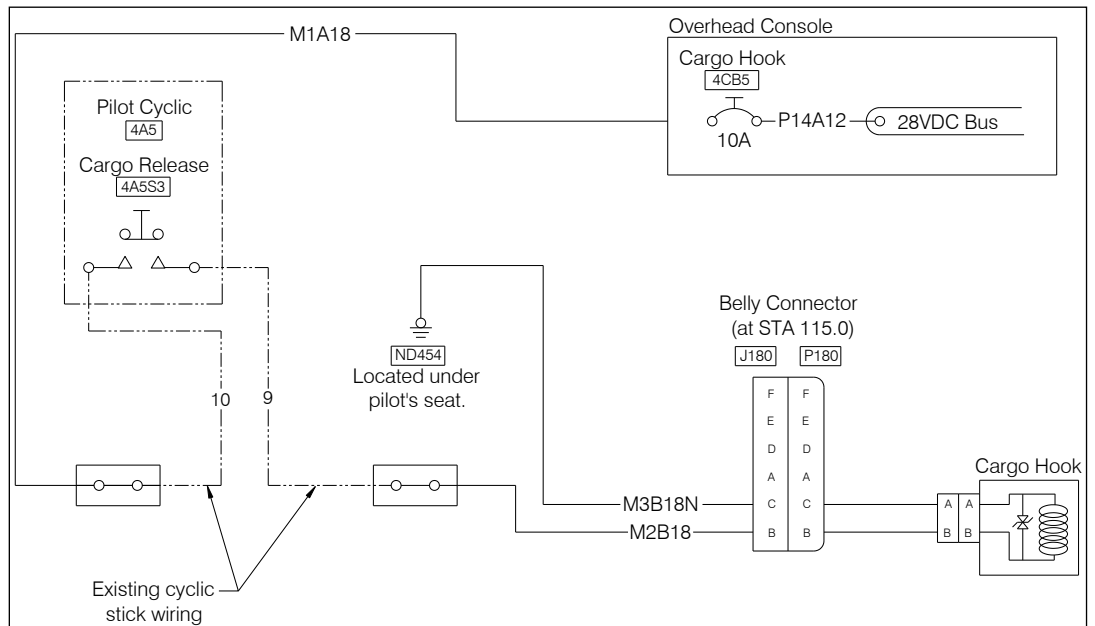 M1A18
Overhead Console
Cargo Hook
4CB5
10A
P14A12
28VDC Bus
Pilot Cyclic
4A5
Cargo Release
4A5S3
10
9
ND454
Located under
pilot's seat.
Belly Connector
(at STA 115.0)
J180 P180
F F
E E
D D
A A
C C
B B
M3B18N
M2B18
Cargo Hook
A A
B B
Existing cyclic
stick wiring